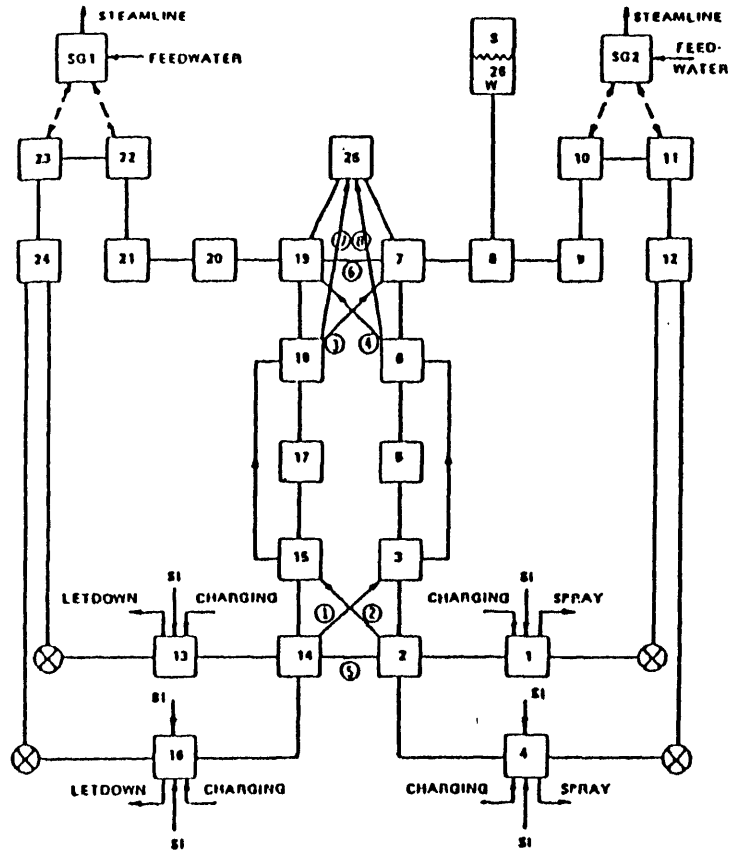 STEAMLINE
STEAMLINE
SG1
FEEDWATER
S
26
W
SG2
FEED-
WATER
23
22
26
10
11
24
21
20
19
7
8
9
12
6
3
4
18
6
17
5
15
3
SI
SI
LETDOWN
CHARGING
CHARGING
SPRAY
1
2
13
14
2
1
5
SI
SI
16
4
LETDOWN
CHARGING
CHARGING
SPRAY
SI
SI